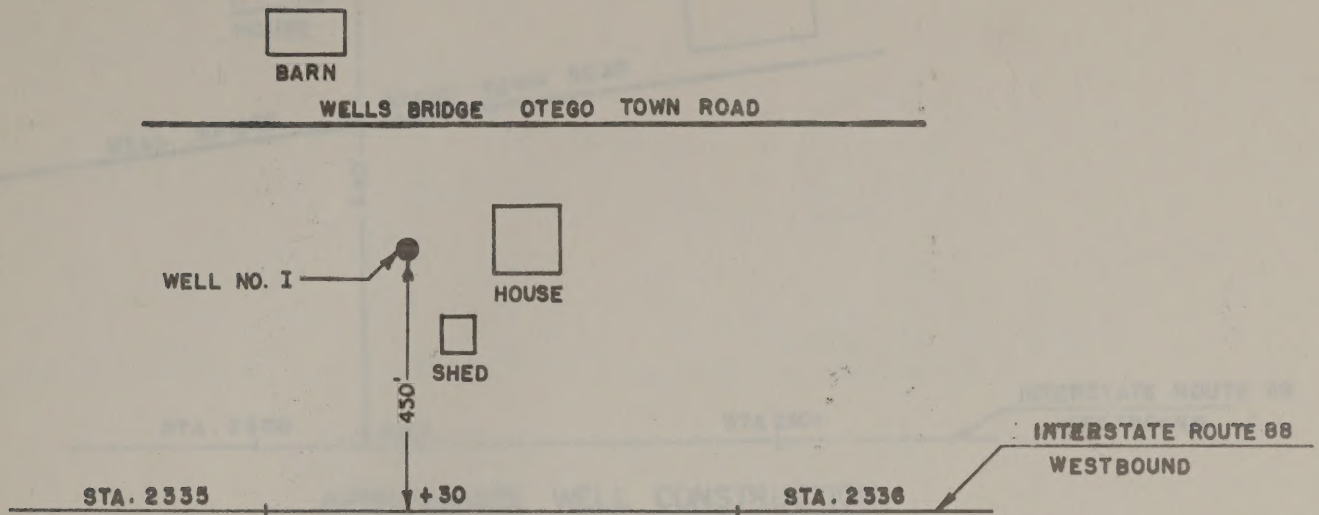 BARN
WELLS BRIDGE OTEGO TOWN ROAD
WELL NO. I
HOUSE
SHED
450'
INTERSTATE ROUTE 88
WESTBOUND
STA. 2335 +30 STA. 2336